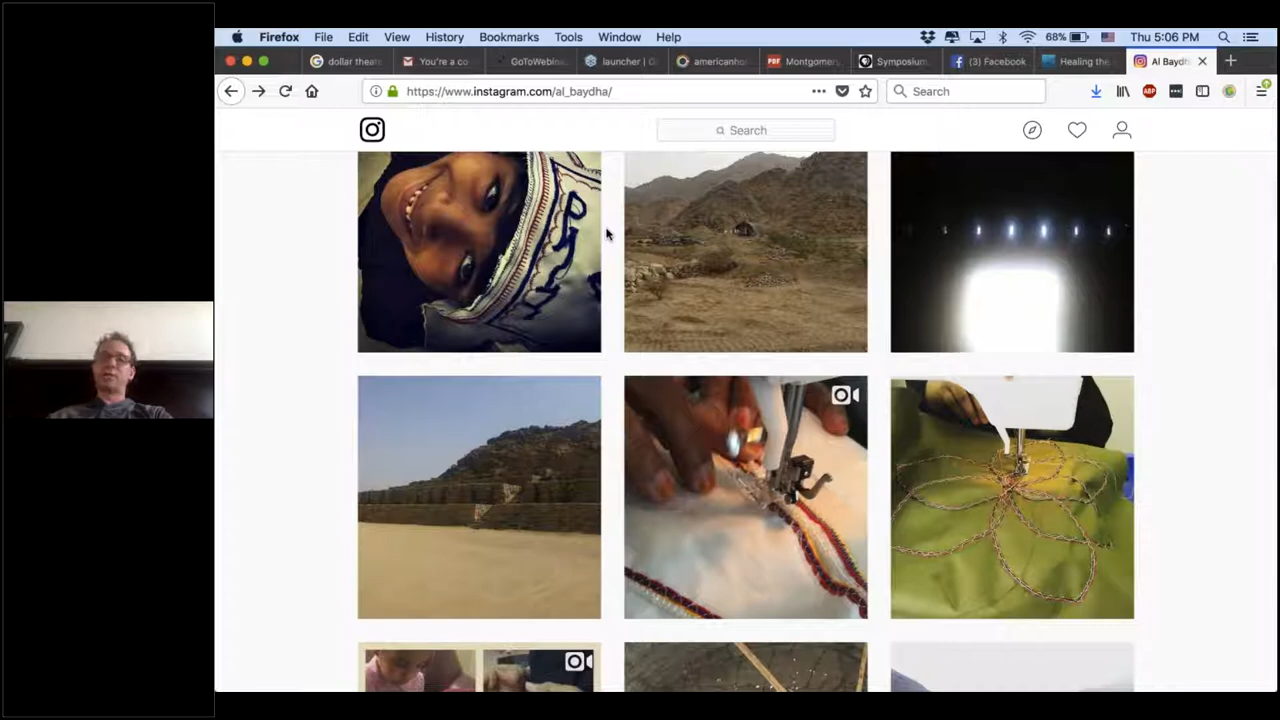 Firefox File Edit View History Bookmarks Tools Window Help 68% Thu 5:06 PM
dollar theat
You're a co
GoToWebin
launcher | G
americanho
Montgomery
Symposium
(3) Facebook
Healing the
Al Baydh
https://www.instagram.com/al_baydha/
Search
ABP
Search